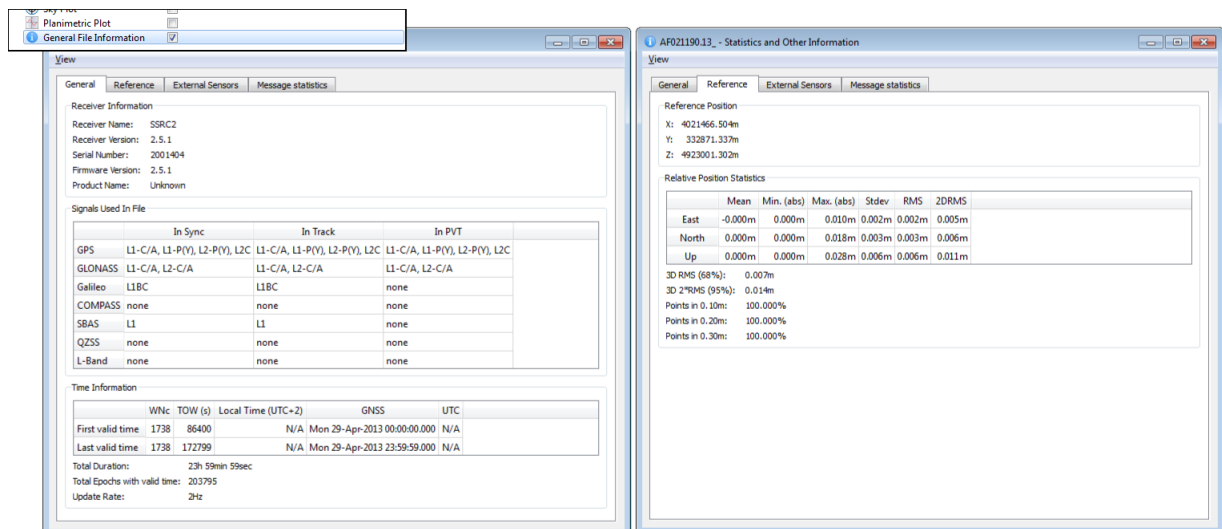 Sky Plot
Planimetric Plot
General File Information
View
General Reference External Sensors Message statistics
Receiver Information
Receiver Name: SSRC2
Receiver Version: 2.5.1
Serial Number: 2001404
Firmware Version: 2.5.1
Product Name: Unknown
Signals Used In File
In Sync In Track In PVT
GPS L1-C/A, L1-P(Y), L2-P(Y), L2C L1-C/A, L1-P(Y), L2-P(Y), L2C L1-C/A, L1-P(Y), L2-P(Y), L2C
GLONASS L1-C/A, L2-C/A L1-C/A, L2-C/A L1-C/A, L2-C/A
Galileo L1BC L1BC none
COMPASS none none none
SBAS L1 L1 none
QZSS none none none
L-Band none none none
Time Information
WNc TOW (s) Local Time (UTC+2) GNSS UTC
First valid time 1738 86400 N/A Mon 29-Apr-2013 00:00:00.000 N/A
Last valid time 1738 172799 N/A Mon 29-Apr-2013 23:59:59.000 N/A
Total Duration: 23h 59min 59sec
Total Epochs with valid time: 203795
Update Rate: 2Hz
AF021190.13_ - Statistics and Other Information
View
General Reference External Sensors Message statistics
Reference Position
X: 4021466.504m
Y: 332871.337m
Z: 4923001.302m
Relative Position Statistics
Mean Min. (abs) Max. (abs) Stdev RMS 2DRMS
East -0.000m 0.000m 0.010m 0.002m 0.002m 0.005m
North 0.000m 0.000m 0.018m 0.003m 0.003m 0.006m
Up 0.000m 0.000m 0.028m 0.006m 0.006m 0.011m
3D RMS (68%): 0.007m
3D 2*RMS (95%): 0.014m
Points in 0.10m: 100.000%
Points in 0.20m: 100.000%
Points in 0.30m: 100.000%